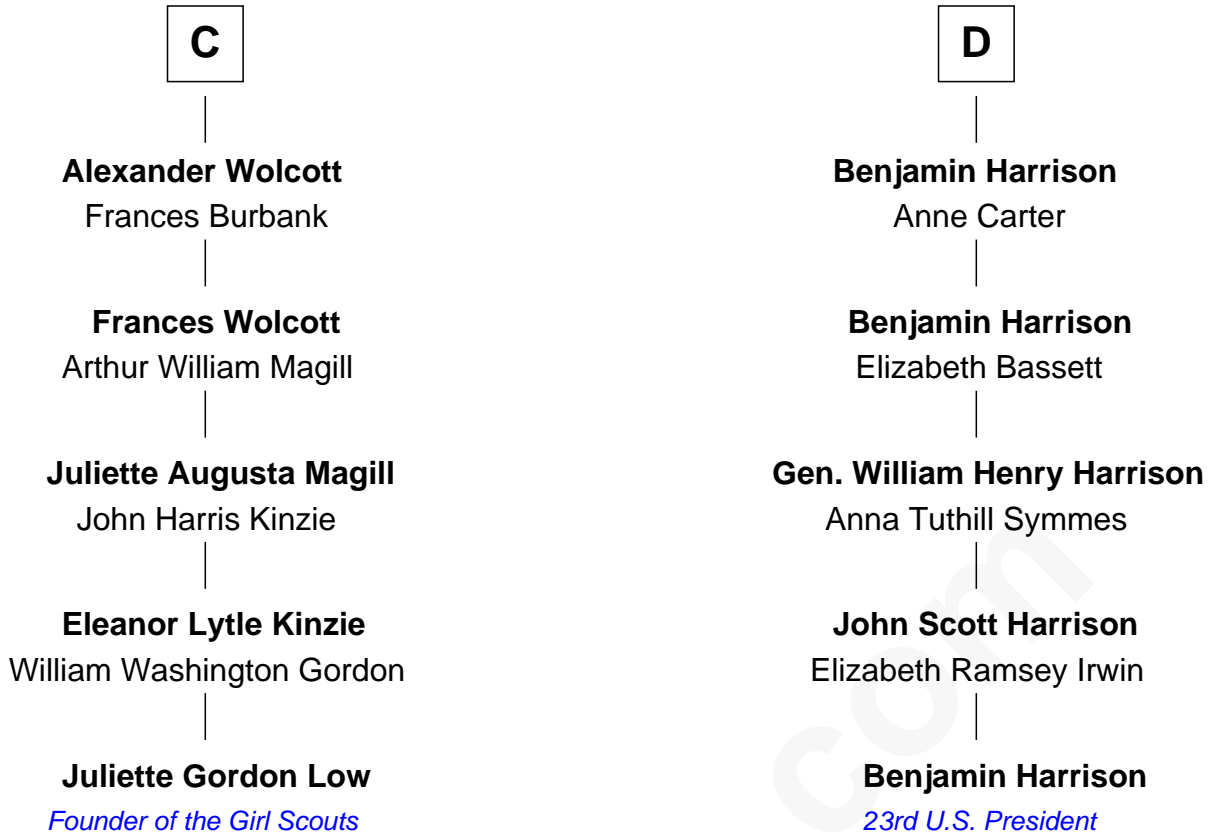 C
Alexander Wolcott
Frances Burbank
Frances Wolcott
Arthur William Magill
Juliette Augusta Magill
John Harris Kinzie
Eleanor Lytle Kinzie
William Washington Gordon
Juliette Gordon Low
Founder of the Girl Scouts
D
Benjamin Harrison
Anne Carter
Benjamin Harrison
Elizabeth Bassett
Gen. William Henry Harrison
Anna Tuthill Symmes
John Scott Harrison
Elizabeth Ramsey Irwin
Benjamin Harrison
23rd U.S. President
com